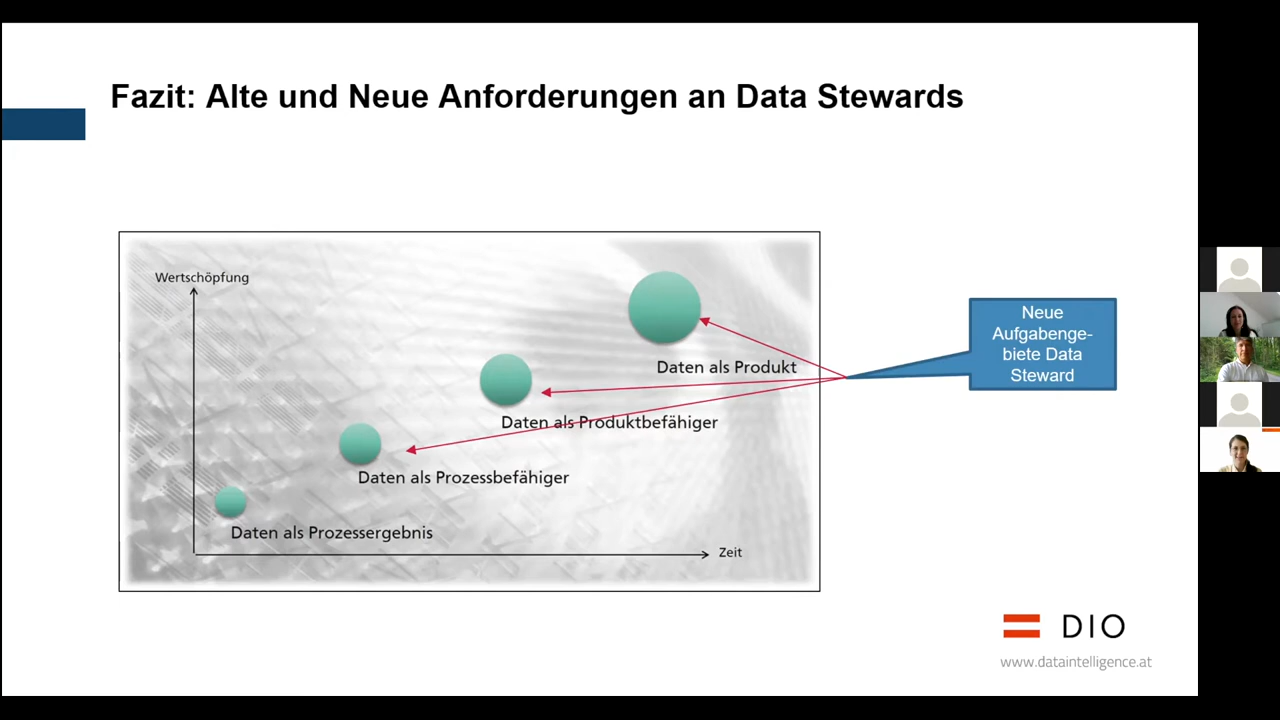 Fazit: Alte und Neue Anforderungen an Data Stewards
Wertschöpfung
Neue
Aufgabenge-
biete Data
Steward
Daten als Produkt
Daten als Produktbefähiger
Daten als Prozessbefähiger
Daten als Prozessergebnis
Zeit
DIO
www.dataintelligence.at